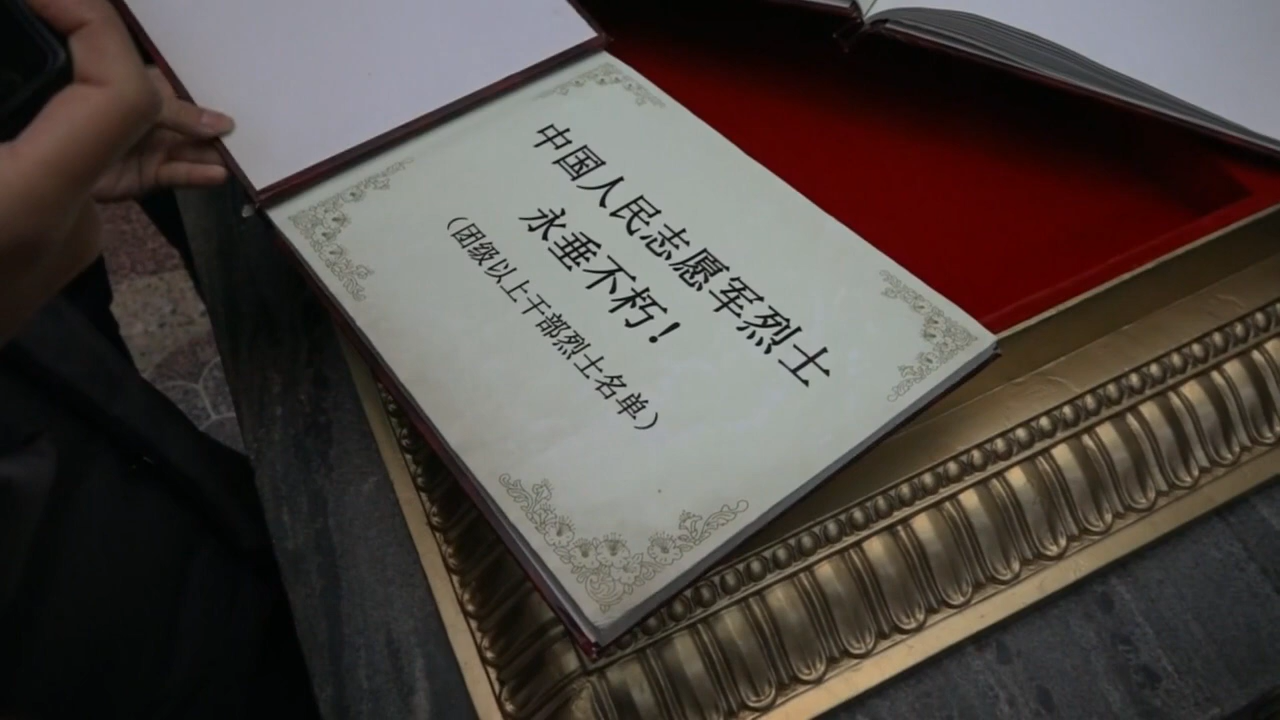 中国人民志愿军烈士
永垂不朽！
（团级以上干部烈士名单）